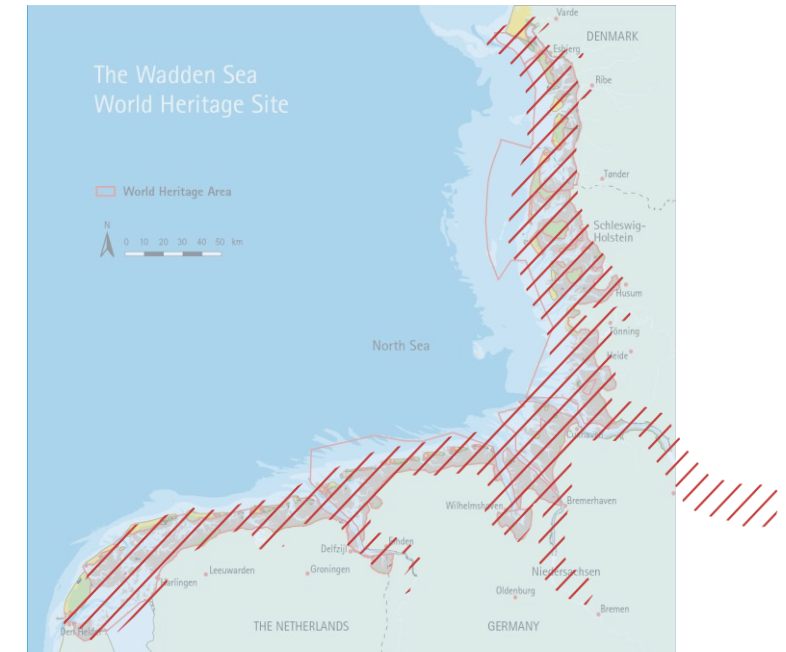 Varde
DENMARK
Esbjerg
The Wadden Sea
World Heritage Site
Ribe
Tønder
World Heritage Area
N
0 10 20 30 40 50 km
Schleswig-
Holstein
Husum
Tönning
North Sea
Heide
Cuxhaven
Wilhelmshaven
Bremerhaven
Emden
Delfzijl
Leeuwarden
Groningen
Niedersachsen
Harlingen
Oldenburg
Bremen
Den Helder
THE NETHERLANDS
GERMANY